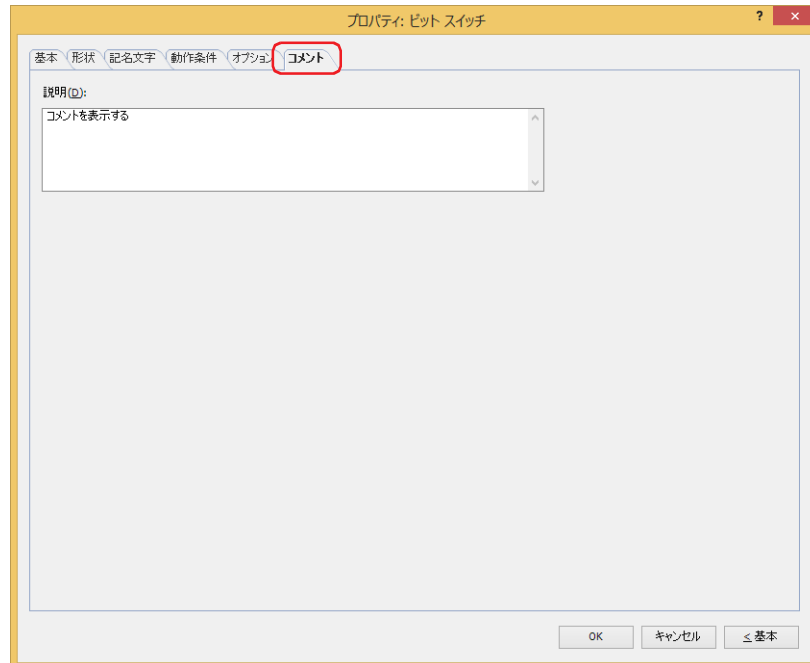 プロパティ: ビット スイッチ
? ×
基本 形状 記名文字 動作条件 オプション コメント
説明(D):
コメントを表示する
OK キャンセル < 基本